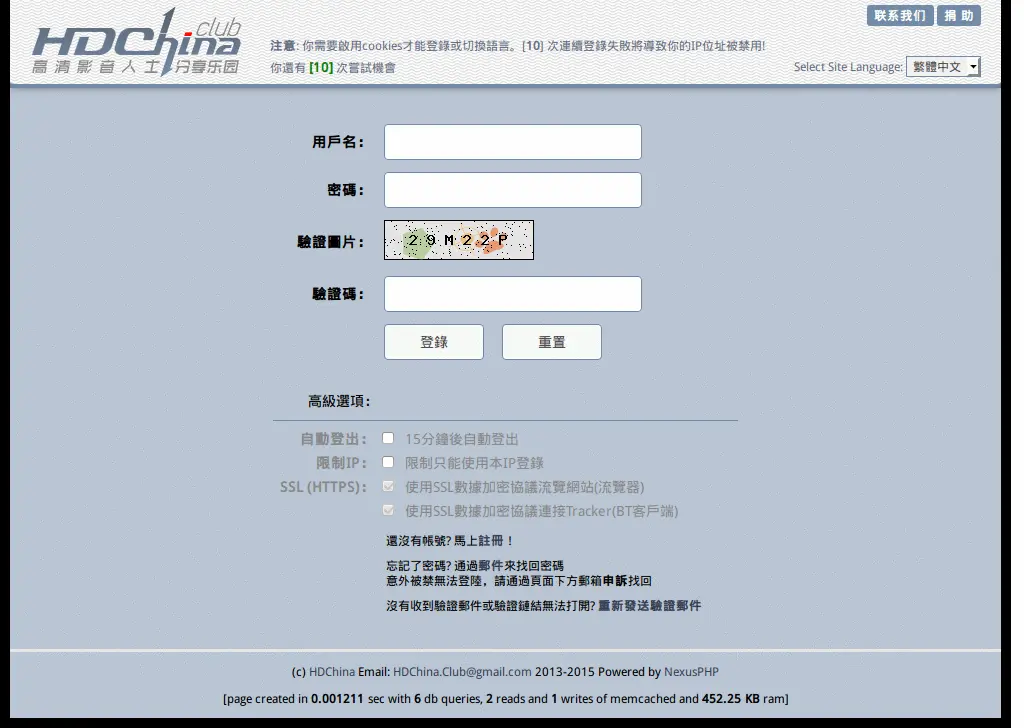 联系我们 捐 助
HDChina club
高清影音人士 分享乐园
注意: 你需要啟用cookies才能登錄或切換語言。[10] 次連續登錄失敗將導致你的IP位址被禁用!
你還有 [10] 次嘗試機會
Select Site Language: 繁體中文
用戶名:
密碼:
驗證圖片: 29M22P
驗證碼:
登錄 重置
高級選項:
自動登出: 15分鐘後自動登出
限制IP: 限制只能使用本IP登錄
SSL (HTTPS): 使用SSL數據加密協議流覽網站(流覽器)
使用SSL數據加密協議連接Tracker(BT客戶端)
還沒有帳號? 馬上註冊！
忘記了密碼? 通過郵件來找回密碼
意外被禁無法登陸，請通過頁面下方郵箱申訴找回
沒有收到驗證郵件或驗證鏈結無法打開? 重新發送驗證郵件
(c) HDChina Email: HDChina.Club@gmail.com 2013-2015 Powered by NexusPHP
[page created in 0.001211 sec with 6 db queries, 2 reads and 1 writes of memcached and 452.25 KB ram]